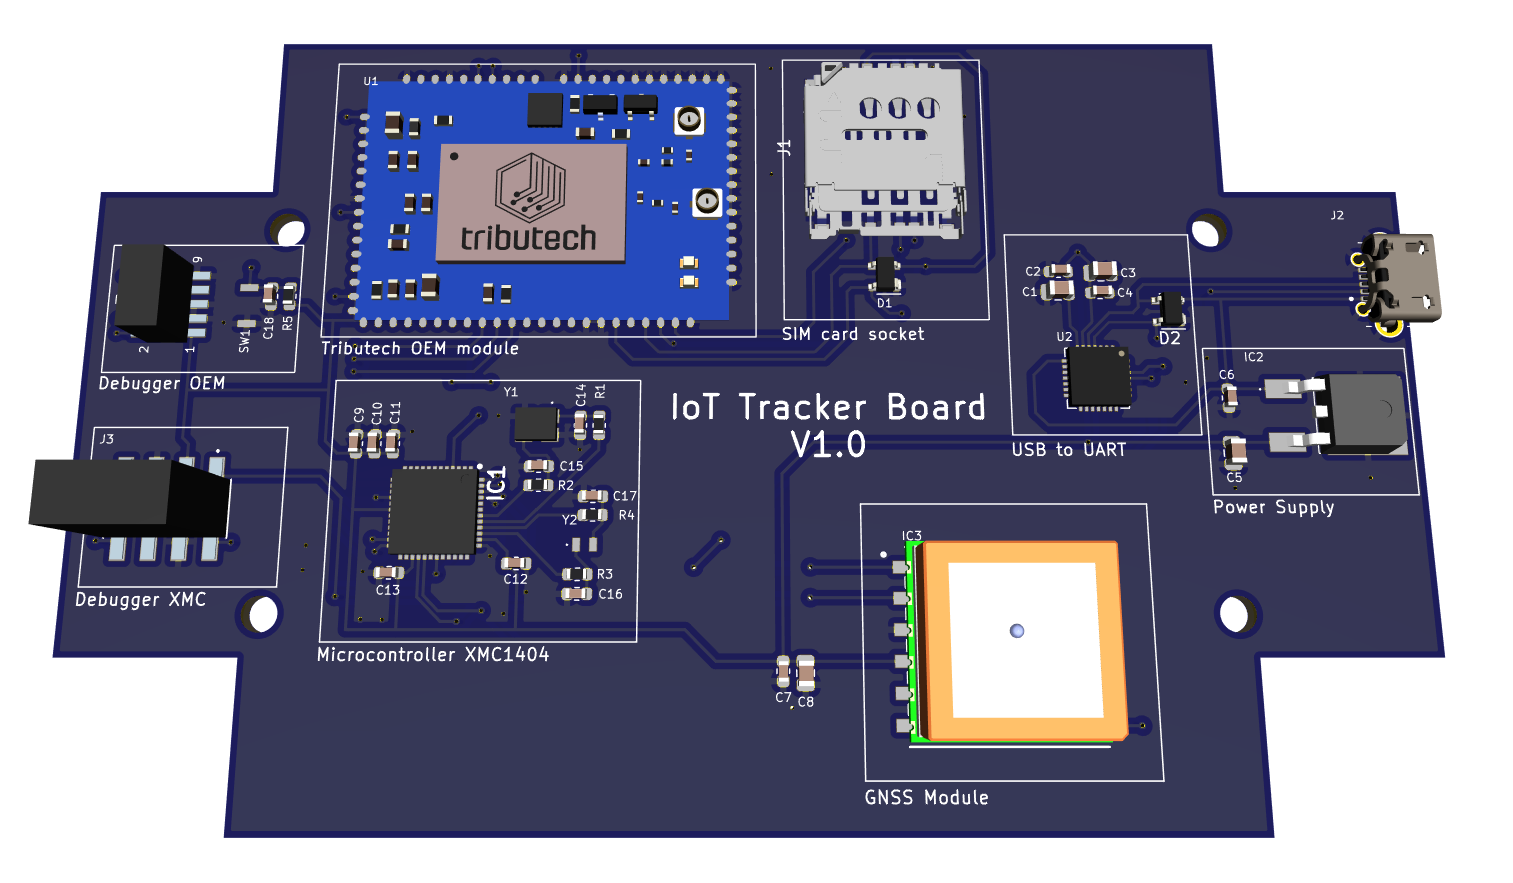 U1
tributech
Tributech OEM module
J1
D1
SIM card socket
J2
C2
C3
C1
C4
U2
D2
USB to UART
IC2
C6
C5
Power Supply
9
2
1
SW1
C18
R5
Debugger OEM
J3
Debugger XMC
IoT Tracker Board
V1.0
Y1
C14
R1
C9
C10
C11
C15
R2
IC1
C17
R4
Y2
C12
C13
R3
C16
Microcontroller XMC1404
C7
C8
IC3
GNSS Module